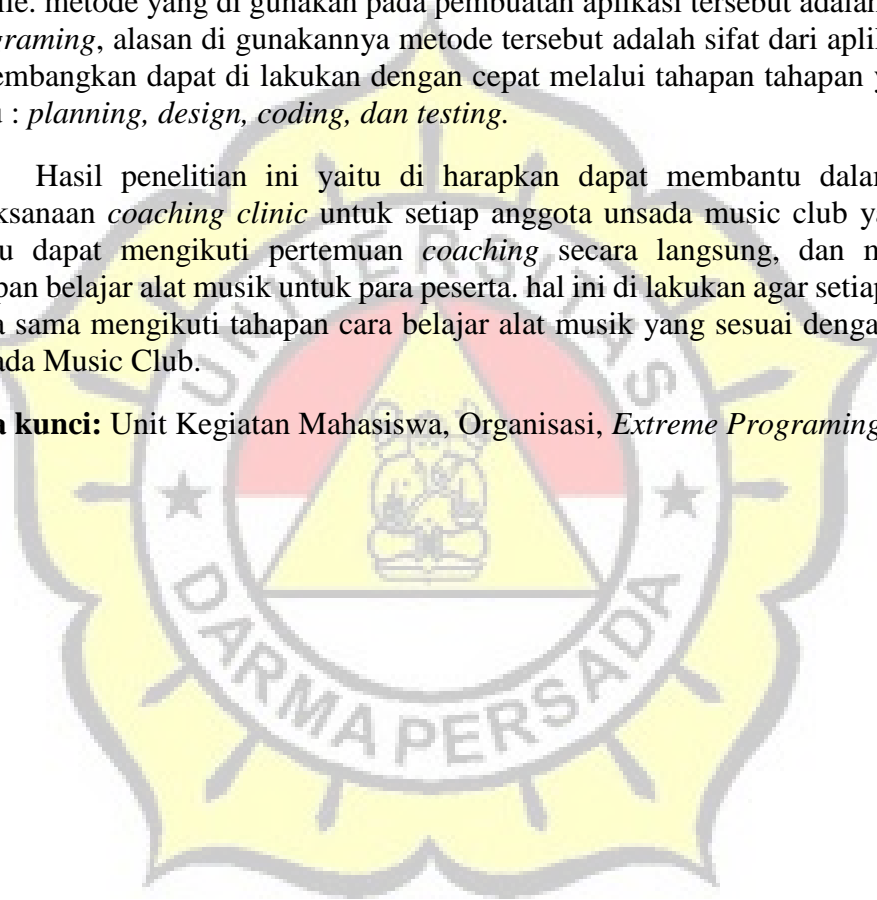 metode yang di gunakan pada pembuatan aplikasi tersebut adalah
graming, alasan di gunakannya metode tersebut adalah sifat dari aplik
embangkan dapat di lakukan dengan cepat melalui tahapan tahapan y
: planning, design, coding, dan testing.
Hasil penelitian ini yaitu di harapkan dapat membantu dalam
ksanaan coaching clinic untuk setiap anggota unsada music club ya
u dapat mengikuti pertemuan coaching secara langsung, dan m
pan belajar alat musik untuk para peserta. hal ini di lakukan agar setiap
a sama mengikuti tahapan cara belajar alat musik yang sesuai denga
ada Music Club.
a kunci: Unit Kegiatan Mahasiswa, Organisasi, Extreme Programing
UNIVERSITAS
DARMA PERSADA